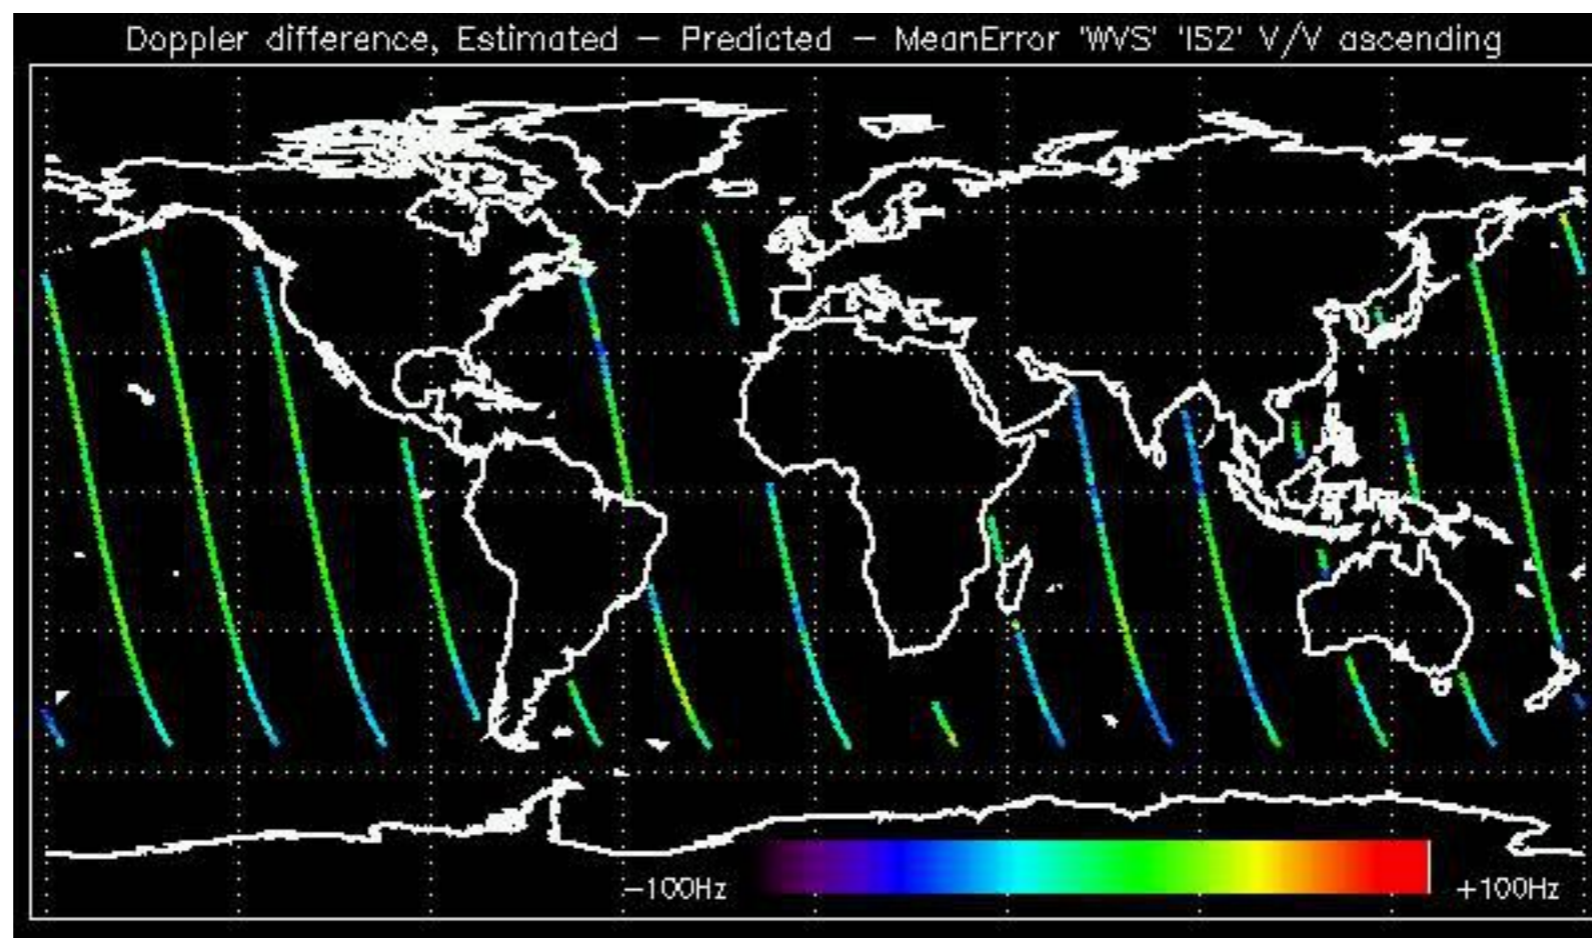 Doppler difference, Estimated – Predicted – MeanError 'WVS' 'IS2' V/V ascending
–100Hz
+100Hz